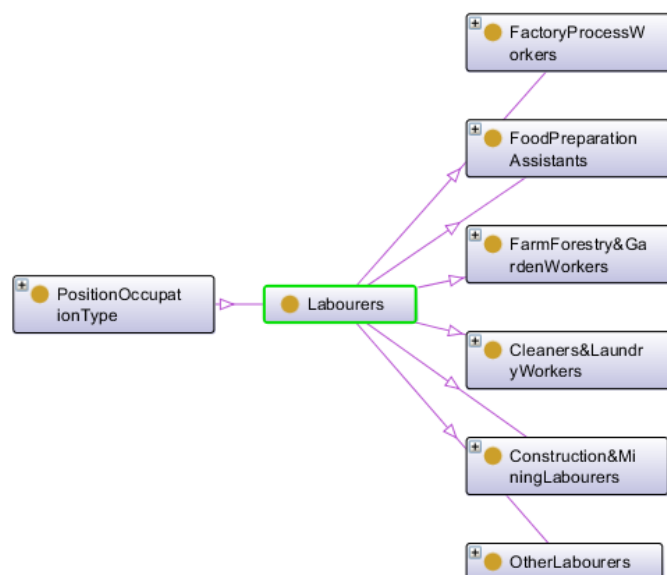 FactoryProcessW
orkers
FoodPreparation
Assistants
FarmForestry&Ga
rdenWorkers
PositionOccupat
ionType
Labourers
Cleaners&Laundr
yWorkers
Construction&Mi
ningLabourers
OtherLabourers